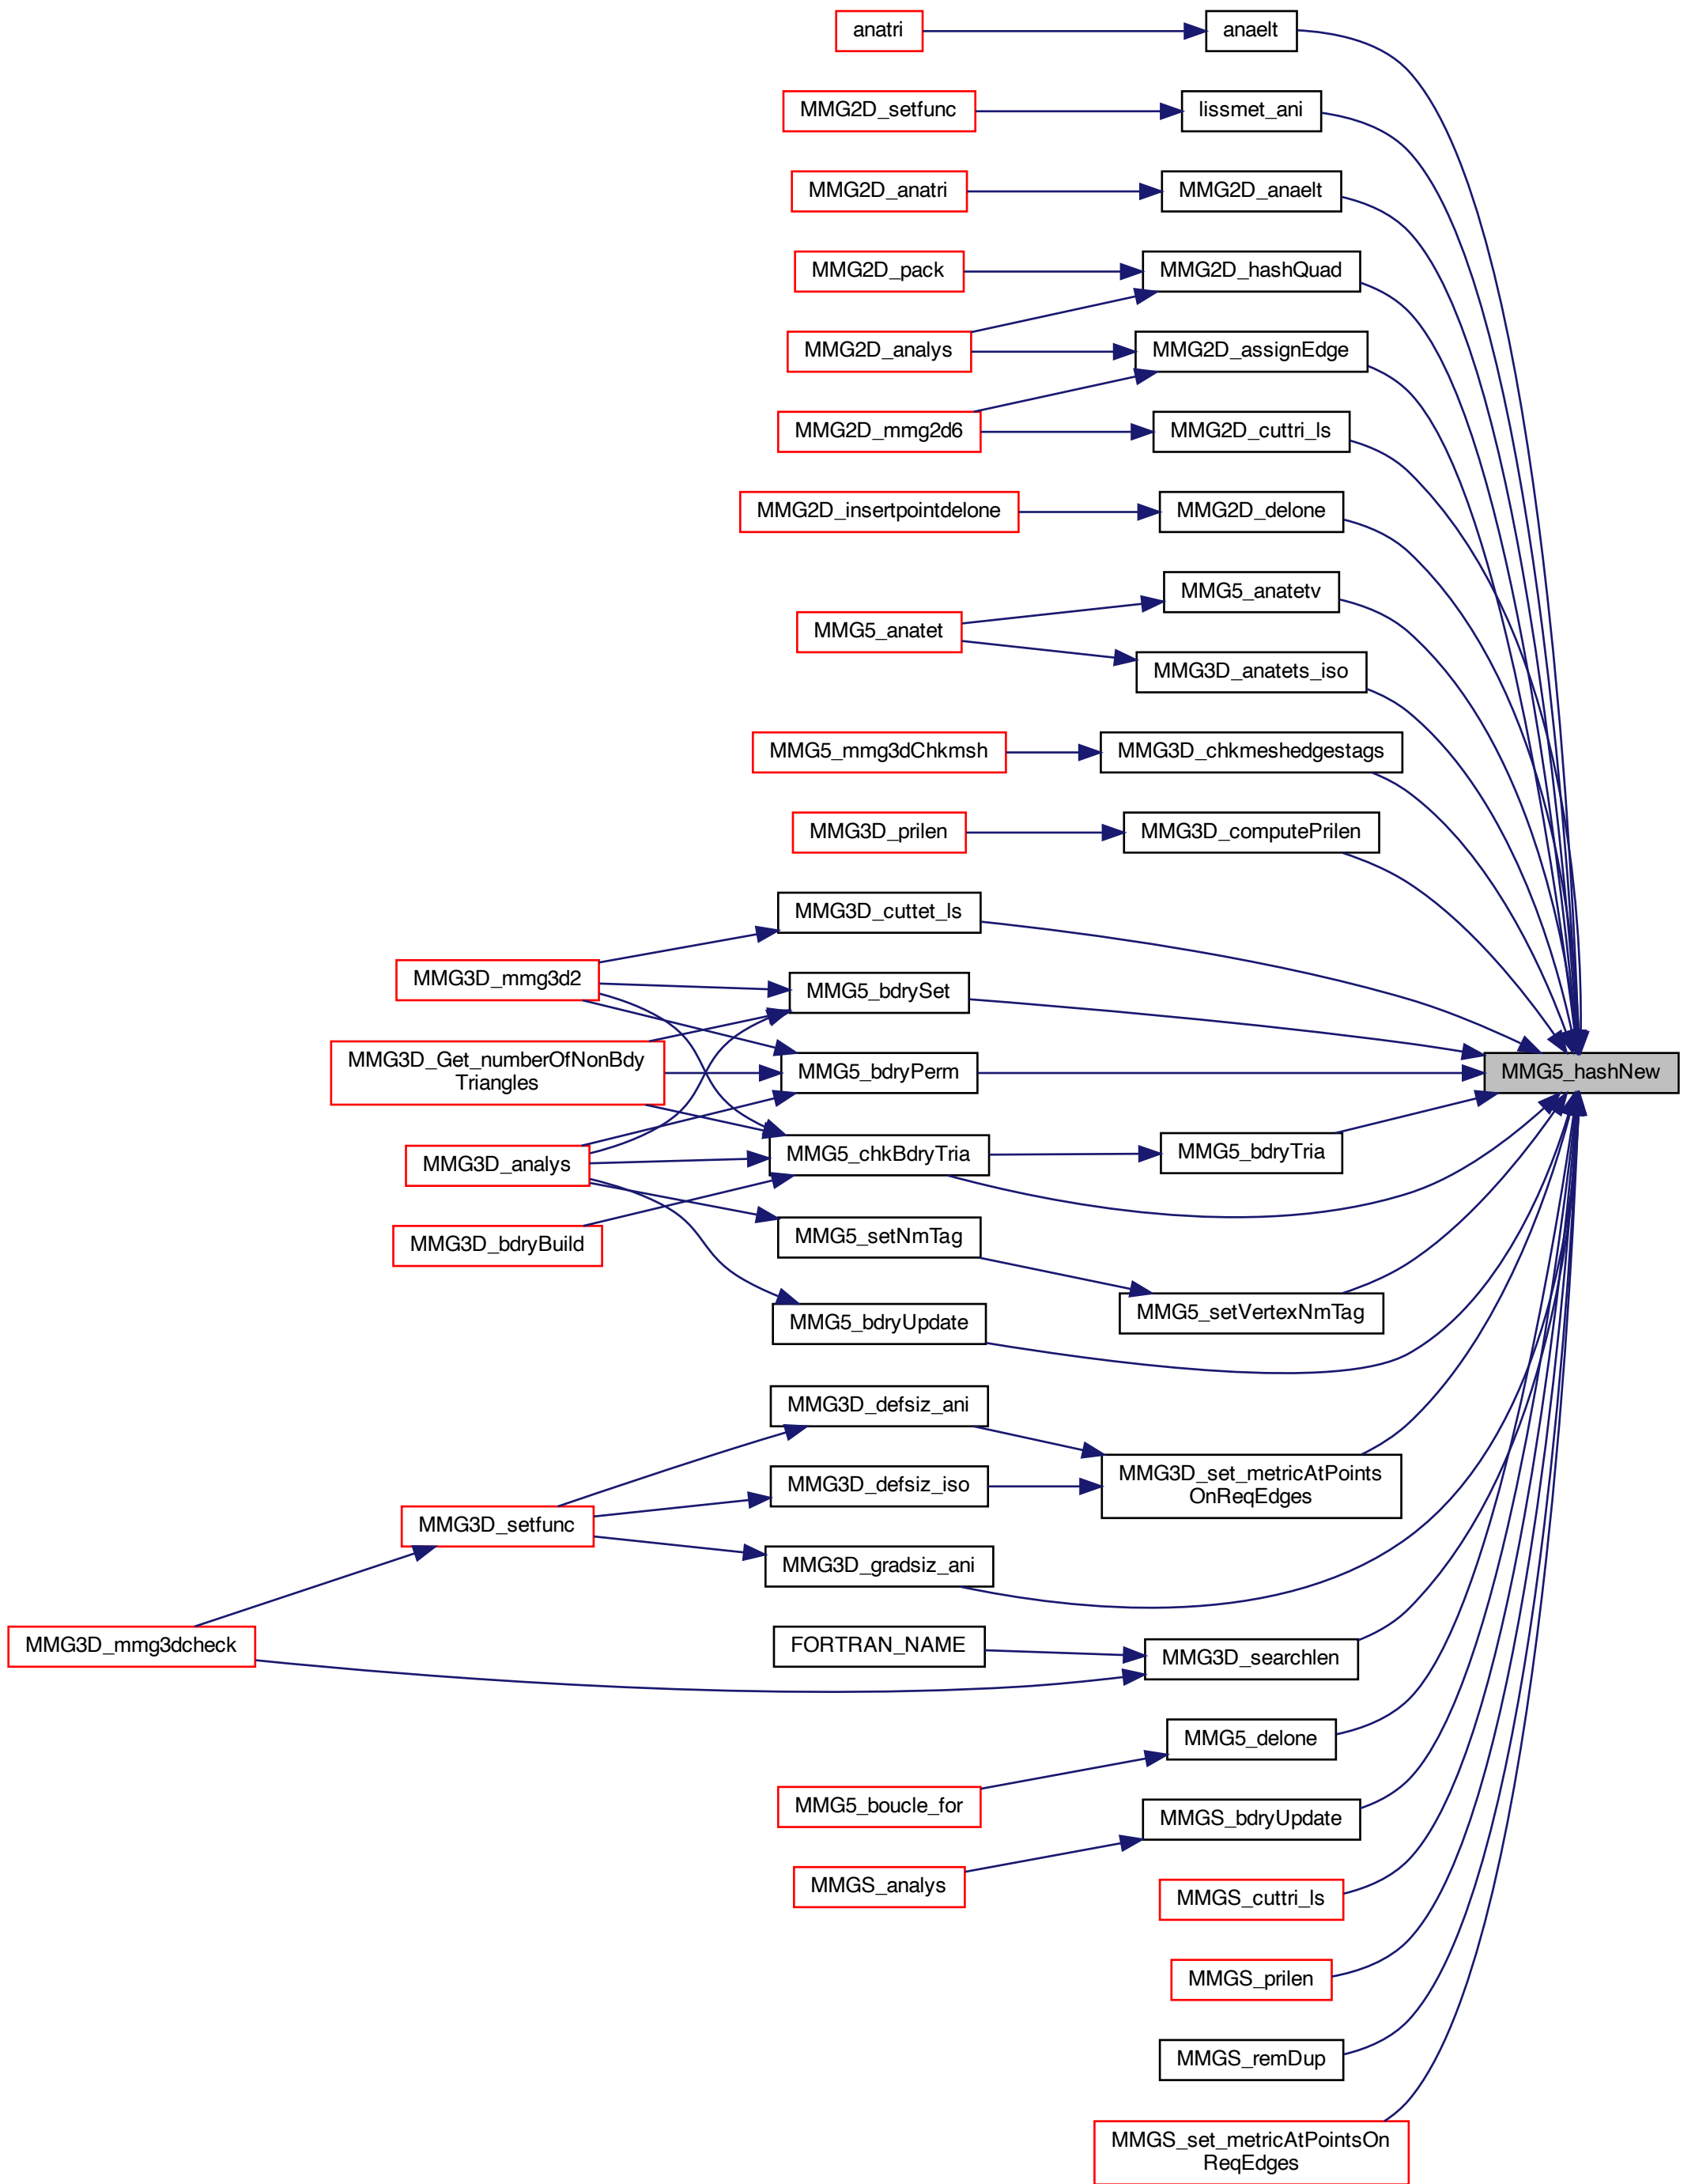 anatri
anaelt
MMG2D_setfunc
lissmet_ani
MMG2D_anatri
MMG2D_anaelt
MMG2D_pack
MMG2D_hashQuad
MMG2D_analys
MMG2D_assignEdge
MMG2D_mmg2d6
MMG2D_cuttri_ls
MMG2D_insertpointdelone
MMG2D_delone
MMG5_anatetv
MMG5_anatet
MMG3D_anatets_iso
MMG5_mmg3dChkmsh
MMG3D_chkmeshedgestags
MMG3D_prilen
MMG3D_computePrilen
MMG3D_cuttet_ls
MMG3D_mmg3d2
MMG5_bdrySet
MMG3D_Get_numberOfNonBdy
Triangles
MMG5_bdryPerm
MMG5_hashNew
MMG3D_analys
MMG5_chkBdryTria
MMG5_bdryTria
MMG3D_bdryBuild
MMG5_setNmTag
MMG5_bdryUpdate
MMG5_setVertexNmTag
MMG3D_defsiz_ani
MMG3D_defsiz_iso
MMG3D_set_metricAtPoints
OnReqEdges
MMG3D_setfunc
MMG3D_gradsiz_ani
MMG3D_mmg3dcheck
FORTRAN_NAME
MMG3D_searchlen
MMG5_delone
MMG5_boucle_for
MMGS_bdryUpdate
MMGS_analys
MMGS_cuttri_ls
MMGS_prilen
MMGS_remDup
MMGS_set_metricAtPointsOn
ReqEdges